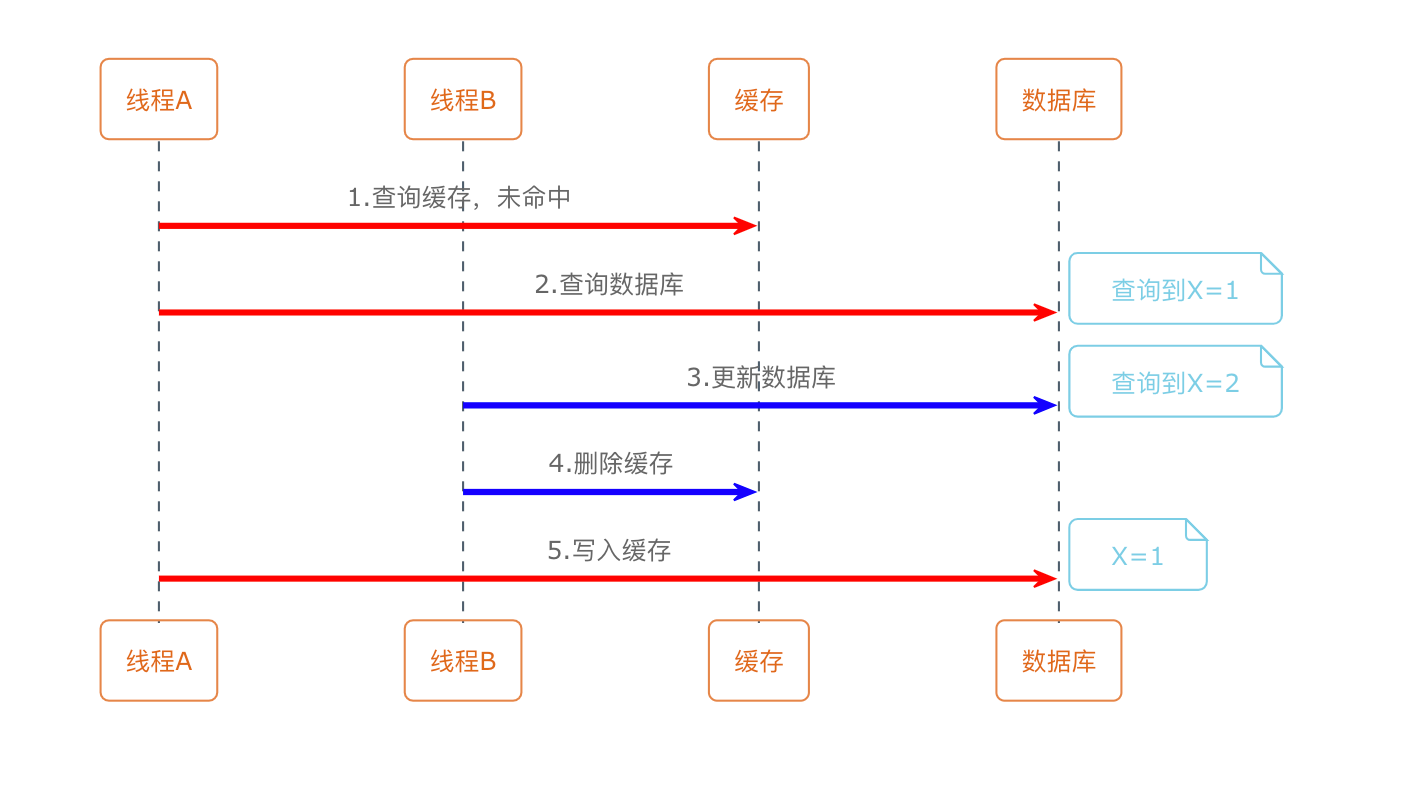 线程A
线程B
缓存
数据库
1.查询缓存，未命中
2.查询数据库
查询到X=1
3.更新数据库
查询到X=2
4.删除缓存
5.写入缓存
X=1
线程A
线程B
缓存
数据库